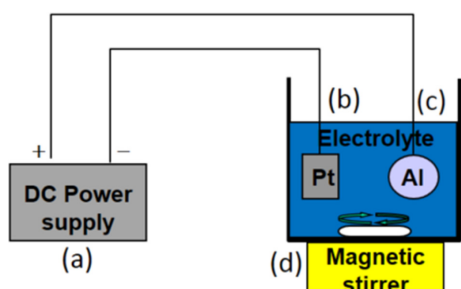 (b) (c)
+ −
Electrolyte
Pt Al
DC Power
supply
(a)
(d) Magnetic
stirrer